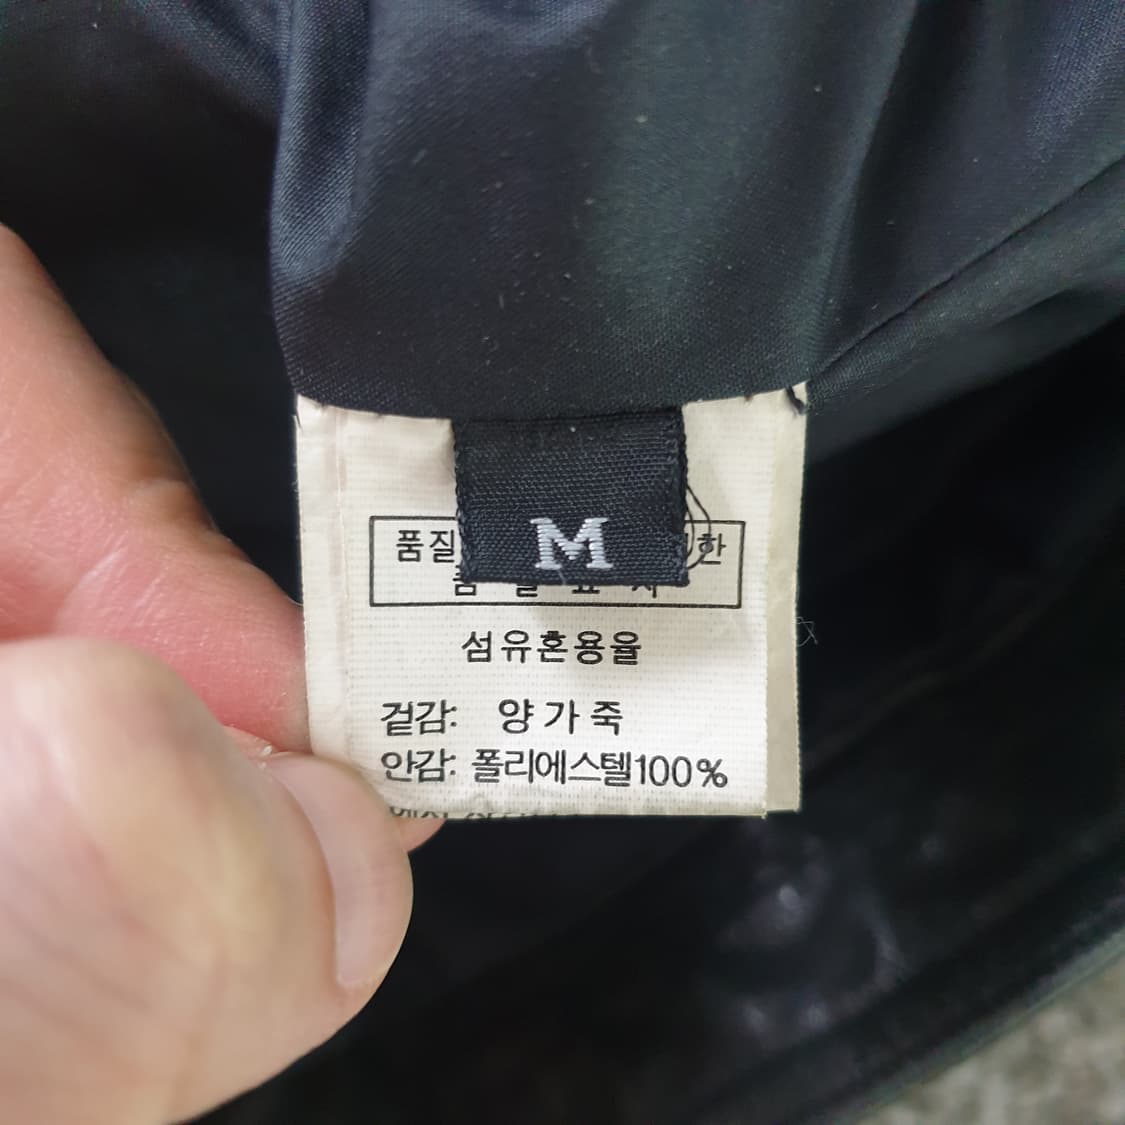 M
품질
한
섬유혼용율
겉감: 양가죽
안감: 폴리에스텔100%